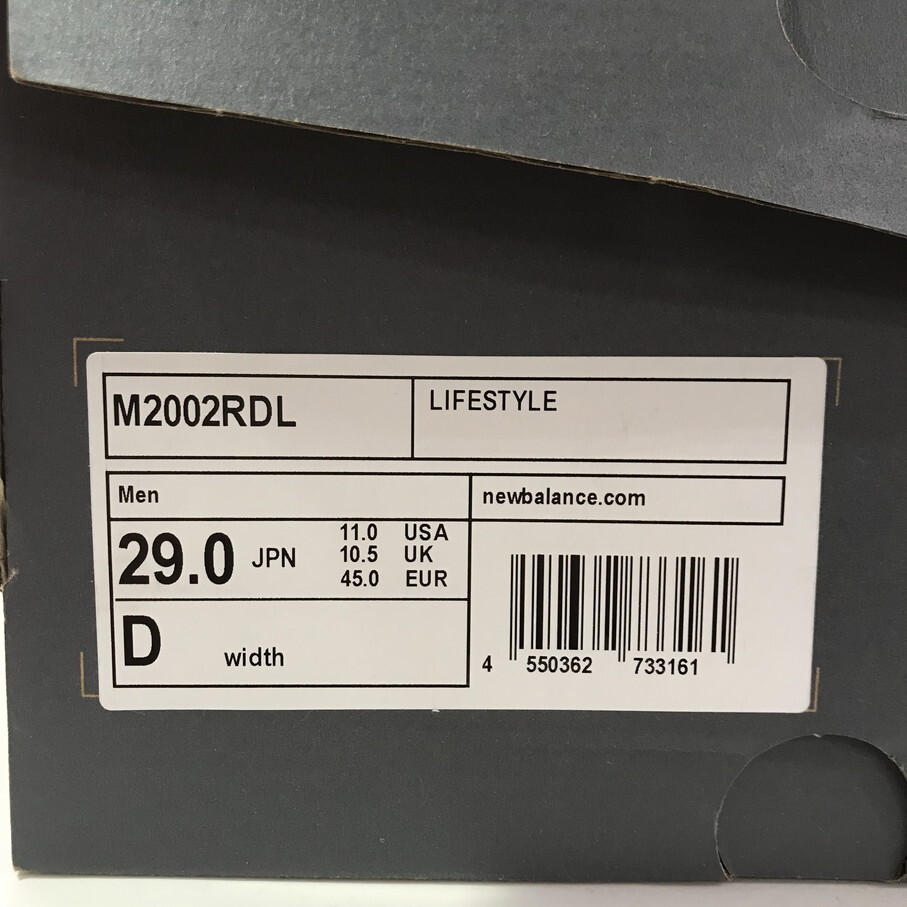 M2002RDL
LIFESTYLE
Men
newbalance.com
29.0 JPN
11.0 USA
10.5 UK
45.0 EUR
D width
4 550362 733161